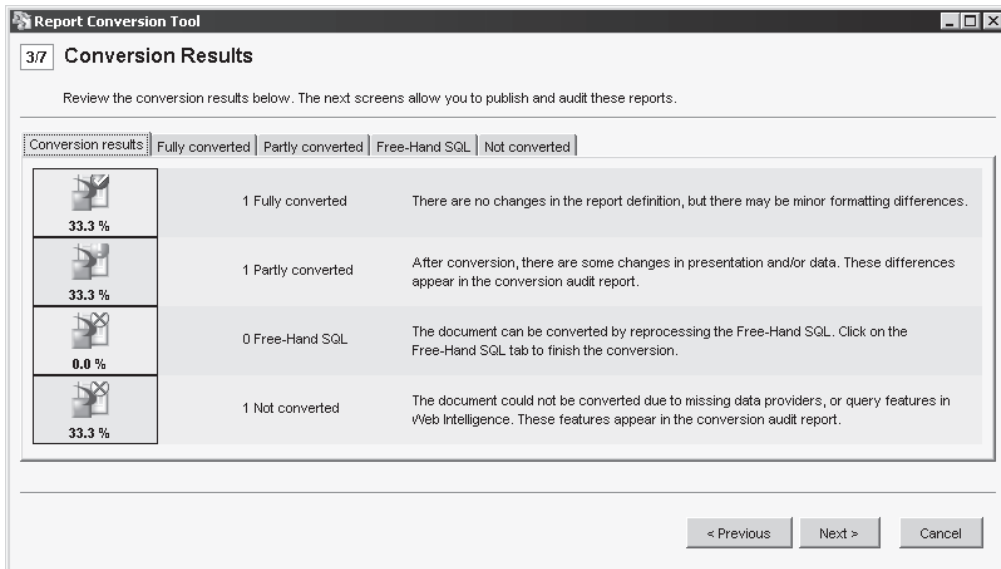 Report Conversion Tool
3/7 Conversion Results
Review the conversion results below. The next screens allow you to publish and audit these reports.
Conversion results Fully converted Partly converted Free-Hand SQL Not converted
33.3 %
1 Fully converted
There are no changes in the report definition, but there may be minor formatting differences.
33.3 %
1 Partly converted
After conversion, there are some changes in presentation and/or data. These differences
appear in the conversion audit report.
0.0 %
0 Free-Hand SQL
The document can be converted by reprocessing the Free-Hand SQL. Click on the
Free-Hand SQL tab to finish the conversion.
33.3 %
1 Not converted
The document could not be converted due to missing data providers, or query features in
Web Intelligence. These features appear in the conversion audit report.
< Previous Next > Cancel